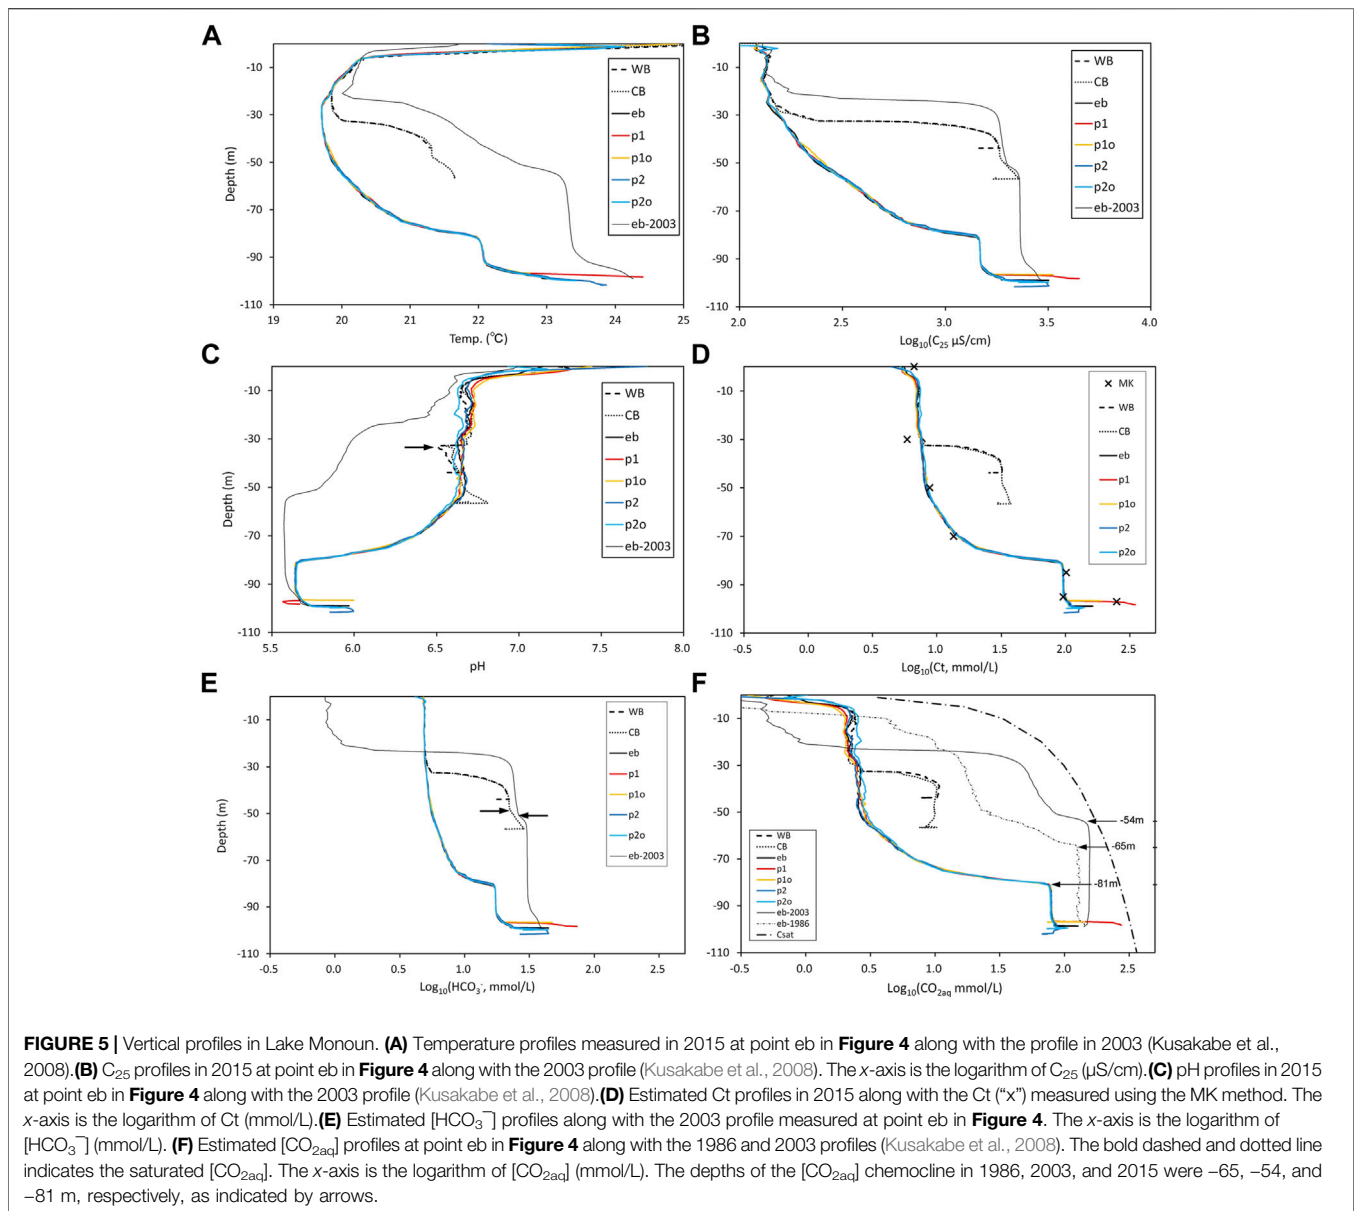 A
-10
-30
-50
-70
-90
-110
Depth (m)
19 20 21 22 23 24 25
Temp. (℃)
WB
CB
eb
p1
p1o
p2
p2o
eb-2003
B
-10
-30
-50
-70
-90
-110
Depth (m)
2.0 2.5 3.0 3.5 4.0
Log10(C25 μS/cm)
WB
CB
eb
p1
p1o
p2
p2o
eb-2003
C
-10
-30
-50
-70
-90
-110
Depth (m)
5.5 6.0 6.5 7.0 7.5 8.0
pH
WB
CB
eb
p1
p1o
p2
p2o
eb-2003
D
-10
-30
-50
-70
-90
-110
Depth (m)
-0.5 0.0 0.5 1.0 1.5 2.0 2.5
Log10(Ct, mmol/L)
MK
WB
CB
eb
p1
p1o
p2
p2o
E
-10
-30
-50
-70
-90
-110
Depth (m)
-0.5 0.0 0.5 1.0 1.5 2.0 2.5
Log10(HCO3-, mmol/L)
WB
CB
eb
p1
p1o
p2
p2o
eb-2003
F
-10
-30
-50
-70
-90
-110
Depth (m)
-0.5 0.0 0.5 1.0 1.5 2.0 2.5
Log10(CO2aq mmol/L)
WB
CB
eb
p1
p1o
p2
p2o
eb-2003
eb-1986
Csat
-54m
-65m
-81m
FIGURE 5 | Vertical profiles in Lake Monoun. (A) Temperature profiles measured in 2015 at point eb in Figure 4 along with the profile in 2003 (Kusakabe et al.,
2008).(B) C25 profiles in 2015 at point eb in Figure 4 along with the 2003 profile (Kusakabe et al., 2008). The x-axis is the logarithm of C25 (μS/cm).(C) pH profiles in 2015
at point eb in Figure 4 along with the 2003 profile (Kusakabe et al., 2008).(D) Estimated Ct profiles in 2015 along with the Ct (“x”) measured using the MK method. The
x-axis is the logarithm of Ct (mmol/L).(E) Estimated [HCO3−] profiles along with the 2003 profile measured at point eb in Figure 4. The x-axis is the logarithm of
[HCO3−] (mmol/L). (F) Estimated [CO2aq] profiles at point eb in Figure 4 along with the 1986 and 2003 profiles (Kusakabe et al., 2008). The bold dashed and dotted line
indicates the saturated [CO2aq]. The x-axis is the logarithm of [CO2aq] (mmol/L). The depths of the [CO2aq] chemocline in 1986, 2003, and 2015 were −65, −54, and
−81 m, respectively, as indicated by arrows.